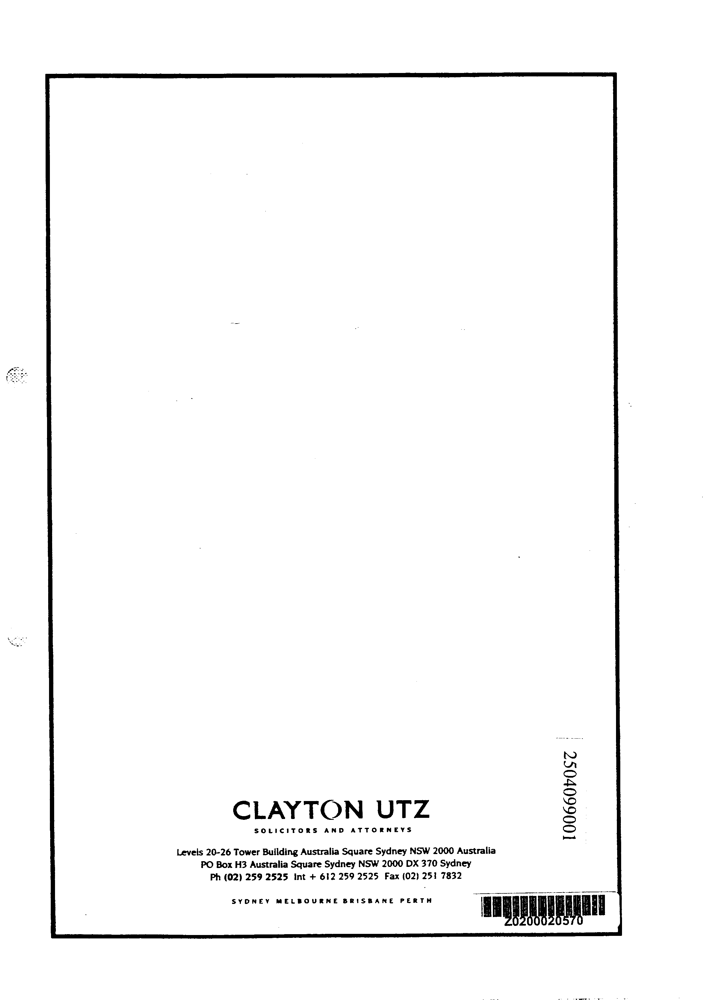 CLAYTON UTZ
SOLICITORS AND ATTORNEYS
Levels 20-26 Tower Building Australia Square Sydney NSW 2000 Australia
PO Box H3 Australia Square Sydney NSW 2000 DX 370 Sydney
Ph (02) 259 2525 Int + 612 259 2525 Fax (02) 251 7832
SYDNEY MELBOURNE BRISBANE PERTH
2504099001
Z0200020570